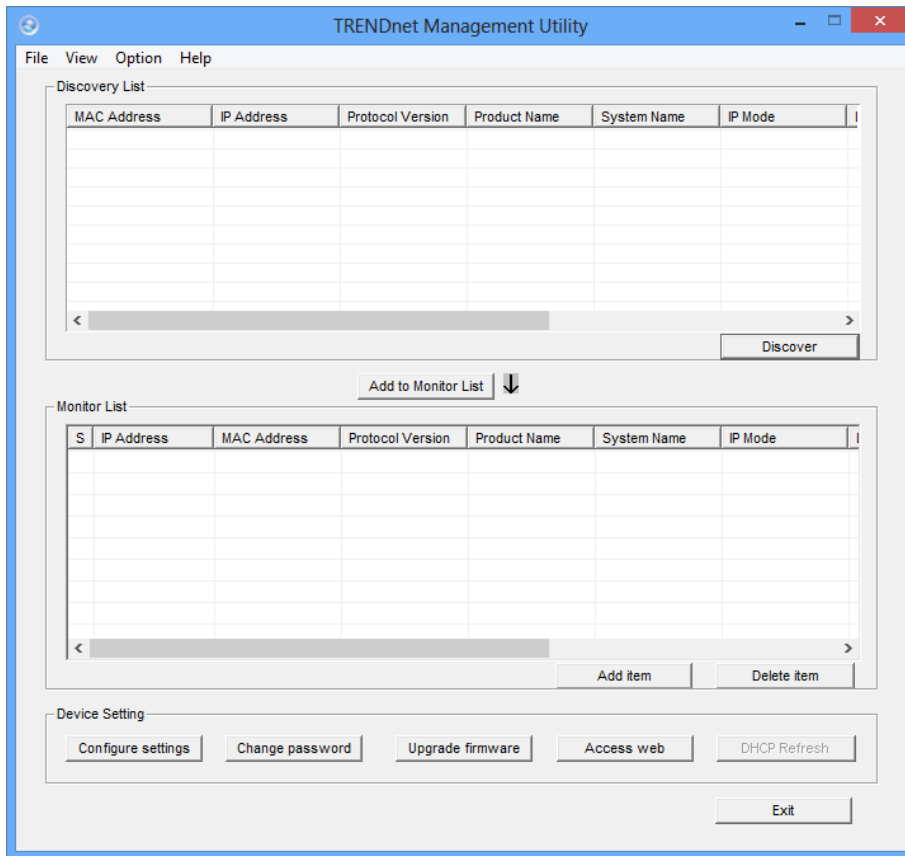 TRENDnet Management Utility
File View Option Help
Discovery List
MAC Address IP Address Protocol Version Product Name System Name IP Mode
Discover
Add to Monitor List
Monitor List
S IP Address MAC Address Protocol Version Product Name System Name IP Mode
Add item Delete item
Device Setting
Configure settings Change password Upgrade firmware Access web DHCP Refresh
Exit